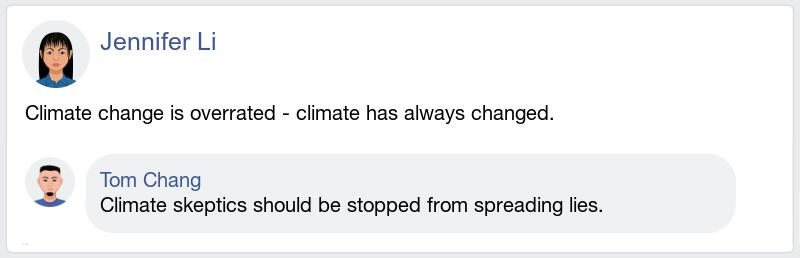 Jennifer Li
Climate change is overrated - climate has always changed.
Tom Chang
Climate skeptics should be stopped from spreading lies.